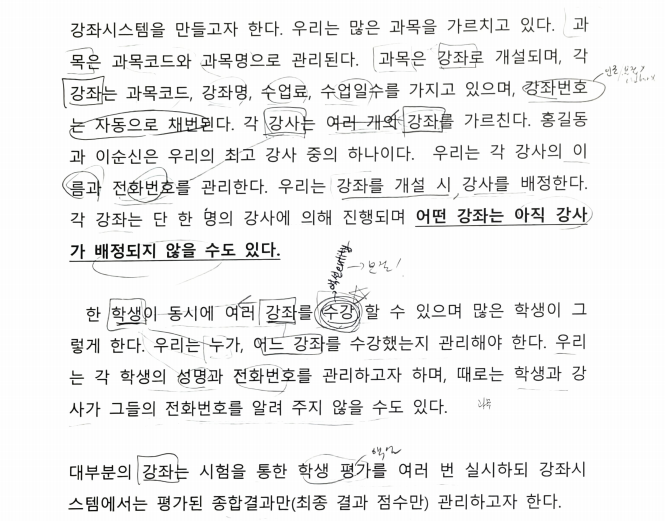 강좌시스템을 만들고자 한다. 우리는 많은 과목을 가르치고 있다. 과
목은 과목코드와 과목명으로 관리된다. 과목은 강좌로 개설되며, 각
강좌는 과목코드, 강좌명, 수업료, 수업일수를 가지고 있으며, 강좌번호
는 자동으로 채번된다. 각 강사는 여러 개의 강좌를 가르친다. 홍길동
과 이순신은 우리의 최고 강사 중의 하나이다. 우리는 각 강사의 이
름과 전화번호를 관리한다. 우리는 강좌를 개설 시 강사를 배정한다.
각 강좌는 단 한 명의 강사에 의해 진행되며 어떤 강좌는 아직 강사
가 배정되지 않을 수도 있다.
한 학생이 동시에 여러 강좌를 수강 할 수 있으며 많은 학생이 그
렇게 한다. 우리는 누가, 어느 강좌를 수강했는지 관리해야 한다. 우리
는 각 학생의 성명과 전화번호를 관리하고자 하며, 때로는 학생과 강
사가 그들의 전화번호를 알려 주지 않을 수도 있다.
대부분의 강좌는 시험을 통한 학생 평가를 여러 번 실시하되 강좌시
스템에서는 평가된 종합결과만(최종 결과 점수만) 관리하고자 한다.